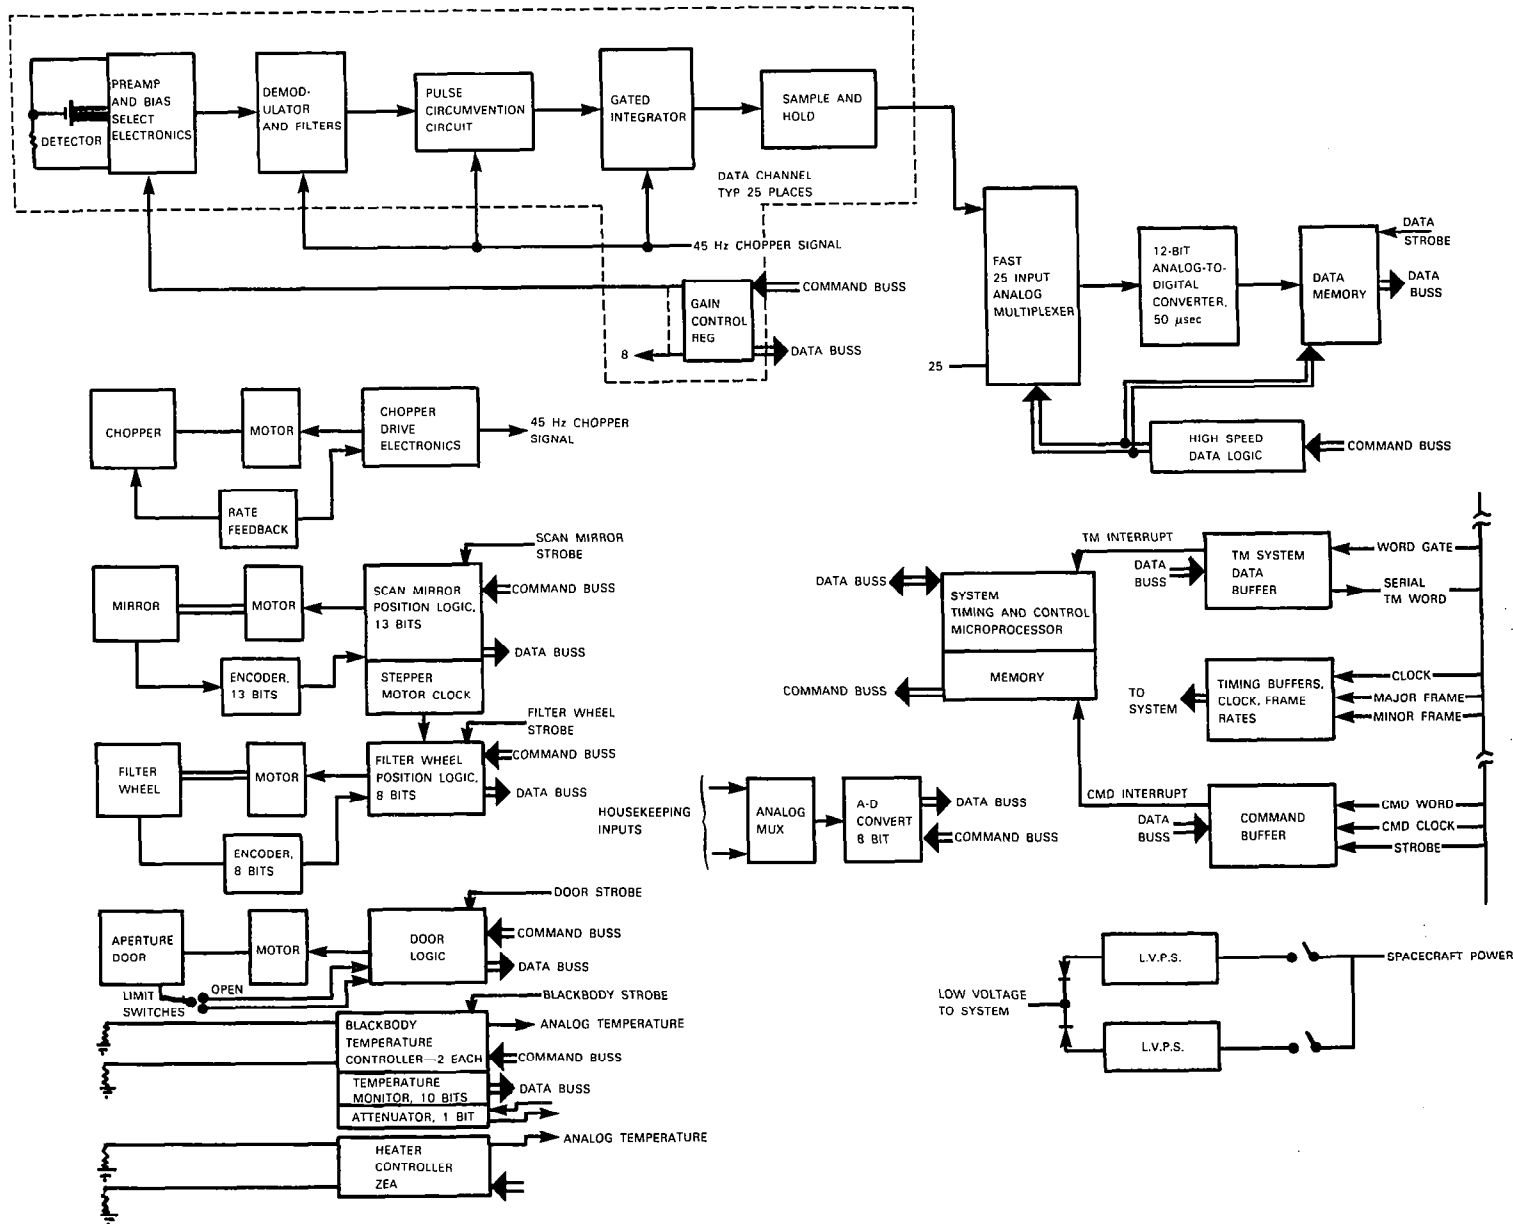 PREAMP
AND BIAS
SELECT
ELECTRONICS
DETECTOR
DEMOD-
ULATOR
AND FILTERS
PULSE
CIRCUMVENTION
CIRCUIT
GATED
INTEGRATOR
SAMPLE AND
HOLD
DATA CHANNEL
TYP 25 PLACES
45 Hz CHOPPER SIGNAL
GAIN
CONTROL
REG
COMMAND BUSS
DATA BUSS
8
FAST
25 INPUT
ANALOG
MULTIPLEXER
25
12-BIT
ANALOG-TO-
DIGITAL
CONVERTER,
50 μsec
DATA
MEMORY
DATA
STROBE
DATA
BUSS
HIGH SPEED
DATA LOGIC
COMMAND BUSS
CHOPPER
MOTOR
CHOPPER
DRIVE
ELECTRONICS
45 Hz CHOPPER
SIGNAL
RATE
FEEDBACK
SCAN MIRROR
STROBE
MIRROR
MOTOR
SCAN MIRROR
POSITION LOGIC,
13 BITS
COMMAND BUSS
DATA BUSS
ENCODER,
13 BITS
STEPPER
MOTOR CLOCK
FILTER WHEEL
STROBE
FILTER
WHEEL
MOTOR
FILTER WHEEL
POSITION LOGIC,
8 BITS
COMMAND BUSS
DATA BUSS
ENCODER,
8 BITS
DOOR STROBE
APERTURE
DOOR
MOTOR
DOOR
LOGIC
COMMAND BUSS
DATA BUSS
LIMIT
SWITCHES
OPEN
BLACKBODY STROBE
BLACKBODY
TEMPERATURE
CONTROLLER—2 EACH
ANALOG TEMPERATURE
COMMAND BUSS
TEMPERATURE
MONITOR, 10 BITS
DATA BUSS
ATTENUATOR, 1 BIT
HEATER
CONTROLLER
ZEA
ANALOG TEMPERATURE
TM INTERRUPT
DATA BUSS
SYSTEM
TIMING AND CONTROL
MICROPROCESSOR
MEMORY
COMMAND BUSS
DATA
BUSS
TM SYSTEM
DATA
BUFFER
WORD GATE
SERIAL
TM WORD
TO
SYSTEM
TIMING BUFFERS,
CLOCK, FRAME
RATES
CLOCK
MAJOR FRAME
MINOR FRAME
CMD INTERRUPT
DATA
BUSS
COMMAND
BUFFER
CMD WORD
CMD CLOCK
STROBE
HOUSEKEEPING
INPUTS
ANALOG
MUX
A-D
CONVERT
8 BIT
DATA BUSS
COMMAND BUSS
LOW VOLTAGE
TO SYSTEM
L.V.P.S.
L.V.P.S.
SPACECRAFT POWER